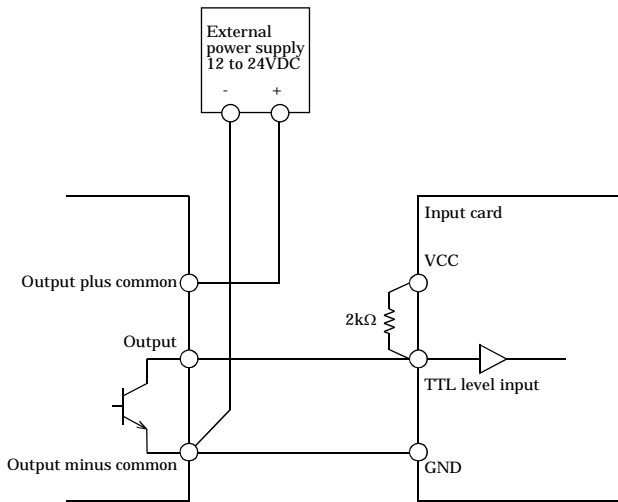 External
power supply
12 to 24VDC
- +
Input card
VCC
Output plus common
2kΩ
Output
TTL level input
Output minus common
GND